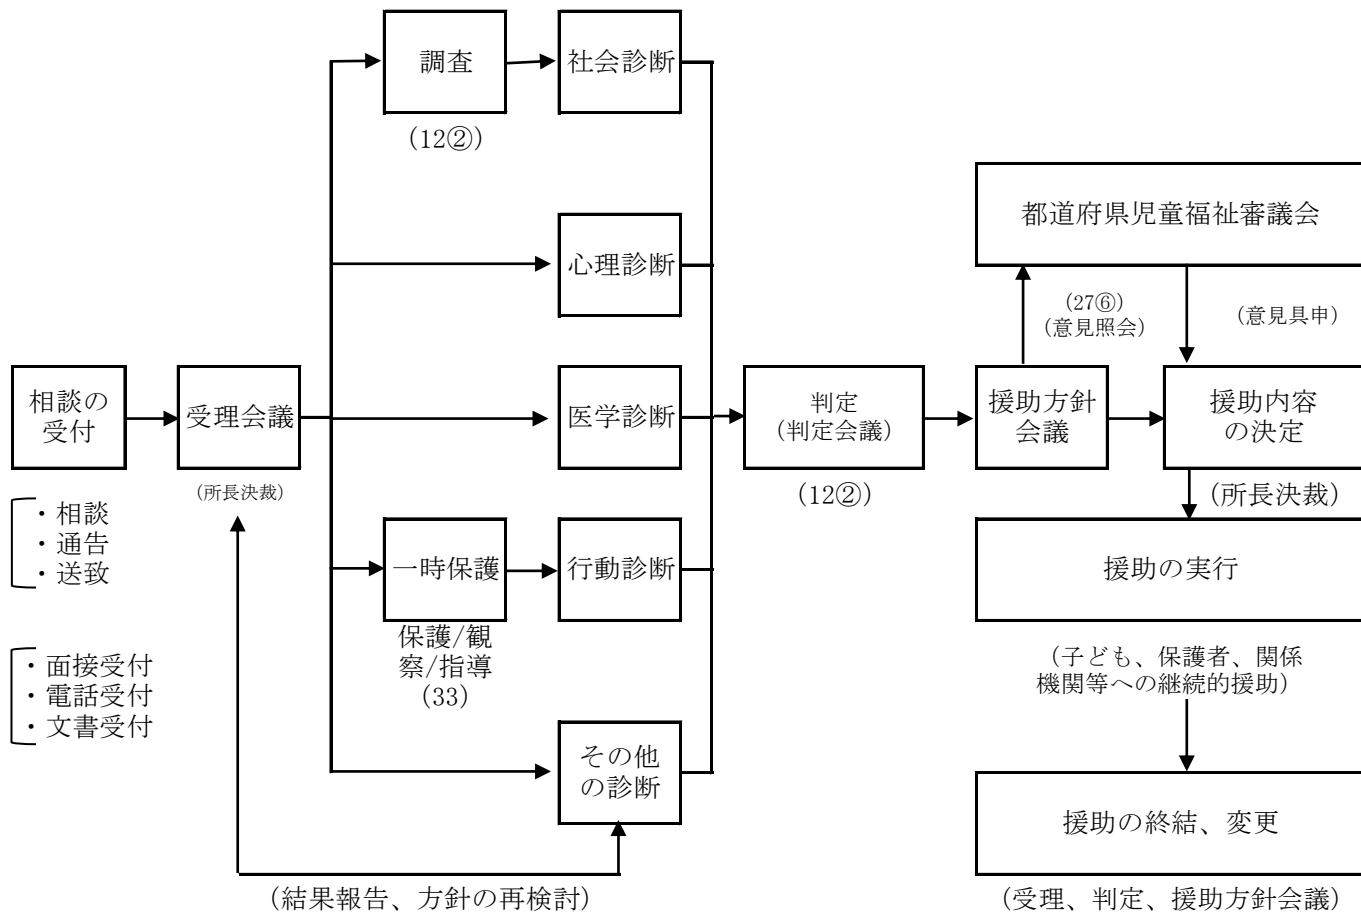 調査
社会診断
(12②)
心理診断
都道府県児童福祉審議会
(27⑥)
(意見照会)
(意見具申)
相談の
受付
受理会議
(所長決裁)
医学診断
判定
(判定会議)
(12②)
援助方針
会議
援助内容
の決定
(所長決裁)
・相談
・通告
・送致
一時保護
行動診断
保護/観
察/指導
(33)
援助の実行
(子ども、保護者、関係
機関等への継続的援助)
・面接受付
・電話受付
・文書受付
その他
の診断
援助の終結、変更
(結果報告、方針の再検討)
(受理、判定、援助方針会議)